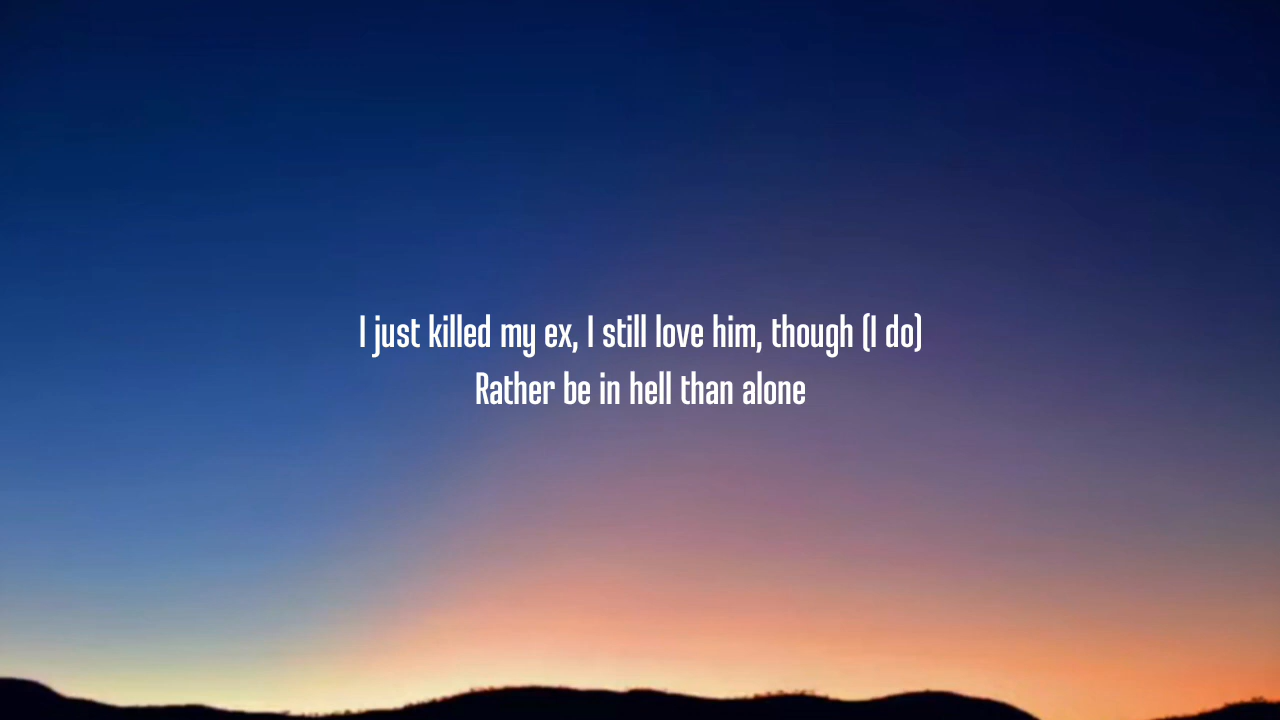 I just killed my ex, I still love him, though (I do)
Rather be in hell than alone